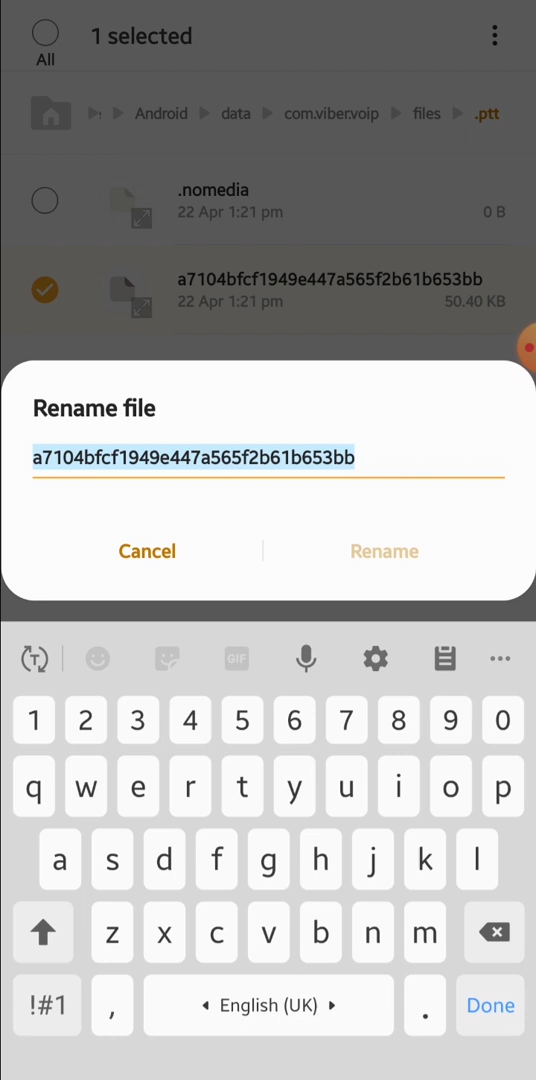 1 selected
All
Android data com.viber.voip files .ptt
.nomedia
22 Apr 1:21 pm 0 B
a7104bfcf1949e447a565f2b61b653bb
22 Apr 1:21 pm 50.40 KB
Rename file
a7104bfcf1949e447a565f2b61b653bb
Cancel Rename
T GIF
1 2 3 4 5 6 7 8 9 0
q w e r t y u i o p
a s d f g h j k l
z x c v b n m
!#1 , English (UK) . Done